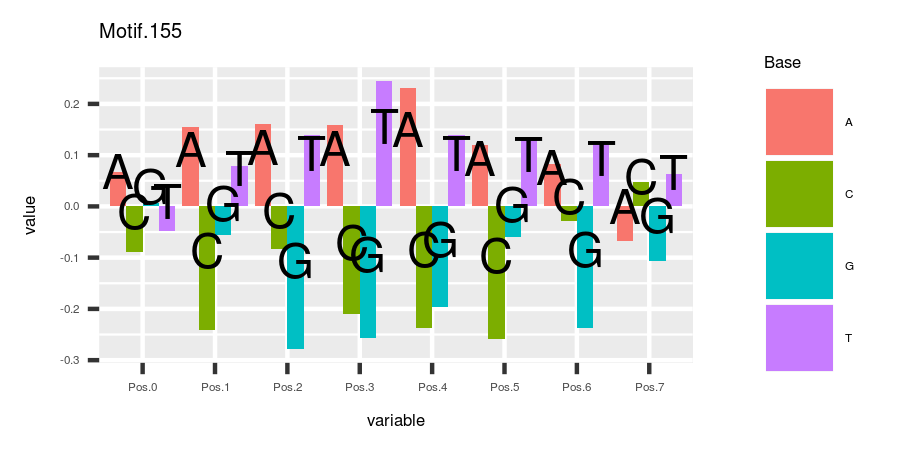 Motif.155
Base
value
0.2
0.1
0.0
-0.1
-0.2
-0.3
A C G T A C G T A C G T A C G T A C G T A C G T A C G T A C G T
Pos.0 Pos.1 Pos.2 Pos.3 Pos.4 Pos.5 Pos.6 Pos.7
variable
A
C
G
T